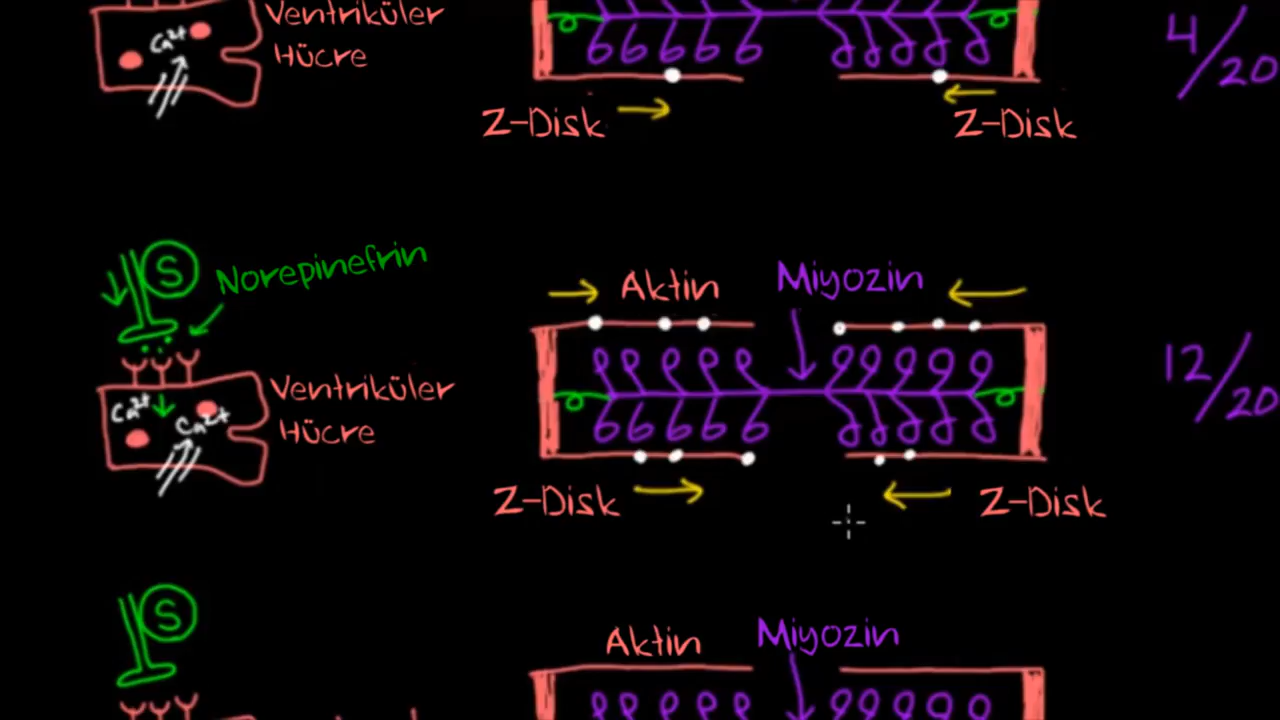 Ventriküler
Hücre
Ca²⁺
Z-Disk
Z-Disk
4/20
S
Norepinefrin
Aktin
Miyozin
Ca²⁺
Ca²⁺
Ventriküler
Hücre
12/20
Z-Disk
Z-Disk
S
Aktin
Miyozin